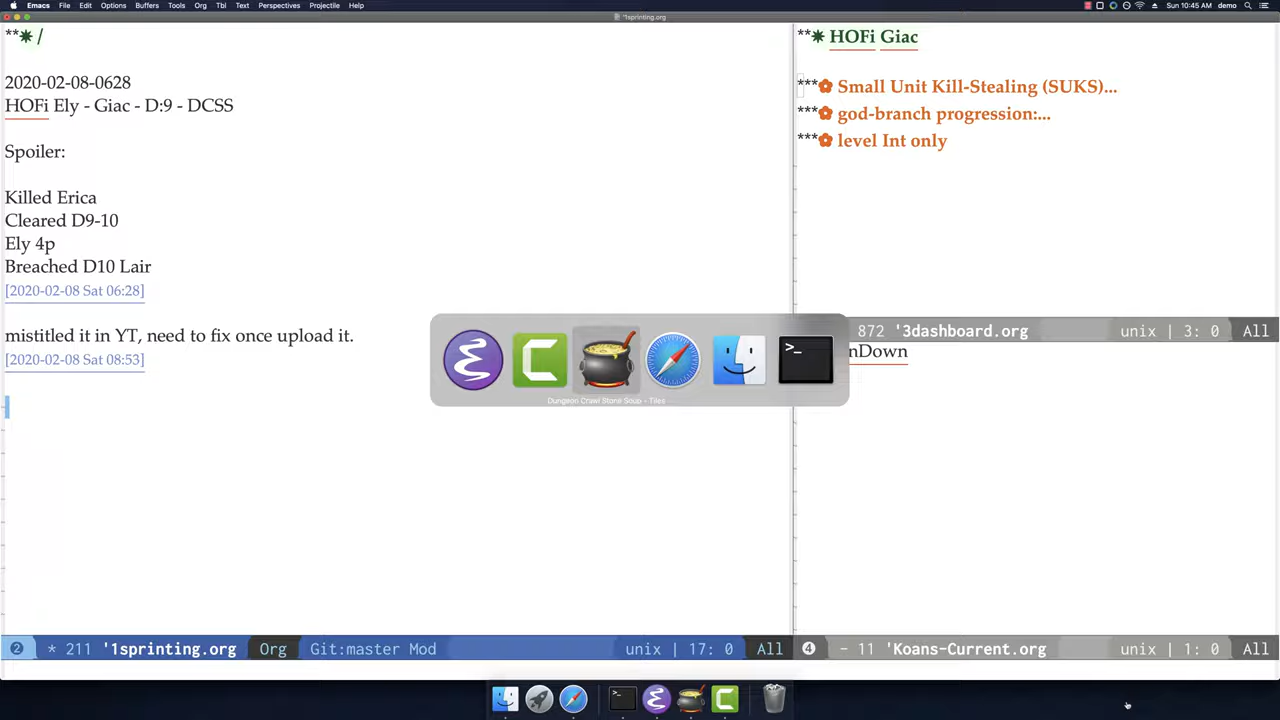 Emacs File Edit Options Buffers Tools Org Tbl Text Perspectives Projectile Help
Sun 10:45 AM demo
*1sprinting.org
**✷ /
2020-02-08-0628
HOFi Ely - Giac - D:9 - DCSS
Spoiler:
Killed Erica
Cleared D9-10
Ely 4p
Breached D10 Lair
[2020-02-08 Sat 06:28]
mistitled it in YT, need to fix once upload it.
[2020-02-08 Sat 08:53]
❷ * 211 '1sprinting.org Org Git:master Mod unix | 17: 0 All
**✷ HOFi Giac
***✿ Small Unit Kill-Stealing (SUKS)...
***✿ god-branch progression:...
***✿ level Int only
872 '3dashboard.org unix | 3: 0 All
nDown
❹ - 11 'Koans-Current.org unix | 1: 0 All
Dungeon Crawl Stone Soup - Tiles